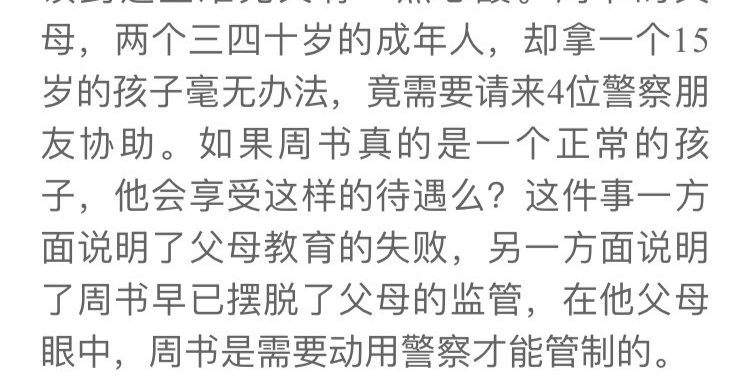 母，两个三四十岁的成年人，却拿一个15
岁的孩子毫无办法，竟需要请来4位警察朋
友协助。如果周书真的是一个正常的孩
子，他会享受这样的待遇么？这件事一方
面说明了父母教育的失败，另一方面说明
了周书早已摆脱了父母的监管，在他父母
眼中，周书是需要动用警察才能管制的。